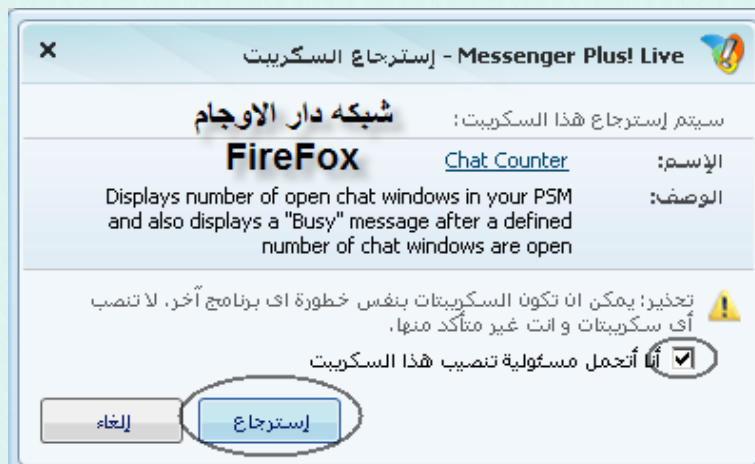 Messenger Plus! Live - إسترجاع السكريبت
شبكه دار الاوجام
سيتم إسترجاع هذا السكريبت:
FireFox
الإسم: Chat Counter
الوصف: Displays number of open chat windows in your PSM
and also displays a "Busy" message after a defined
number of chat windows are open
تحذير: يمكن ان تكون السكريبتات بنفس خطورة اى برنامج آخر. لا تنصب
أى سكريبتات و انت غير متأكد منها.
أنا أتحمل مسئولية تنصيب هذا السكريبت
إسترجاع
إلغاء